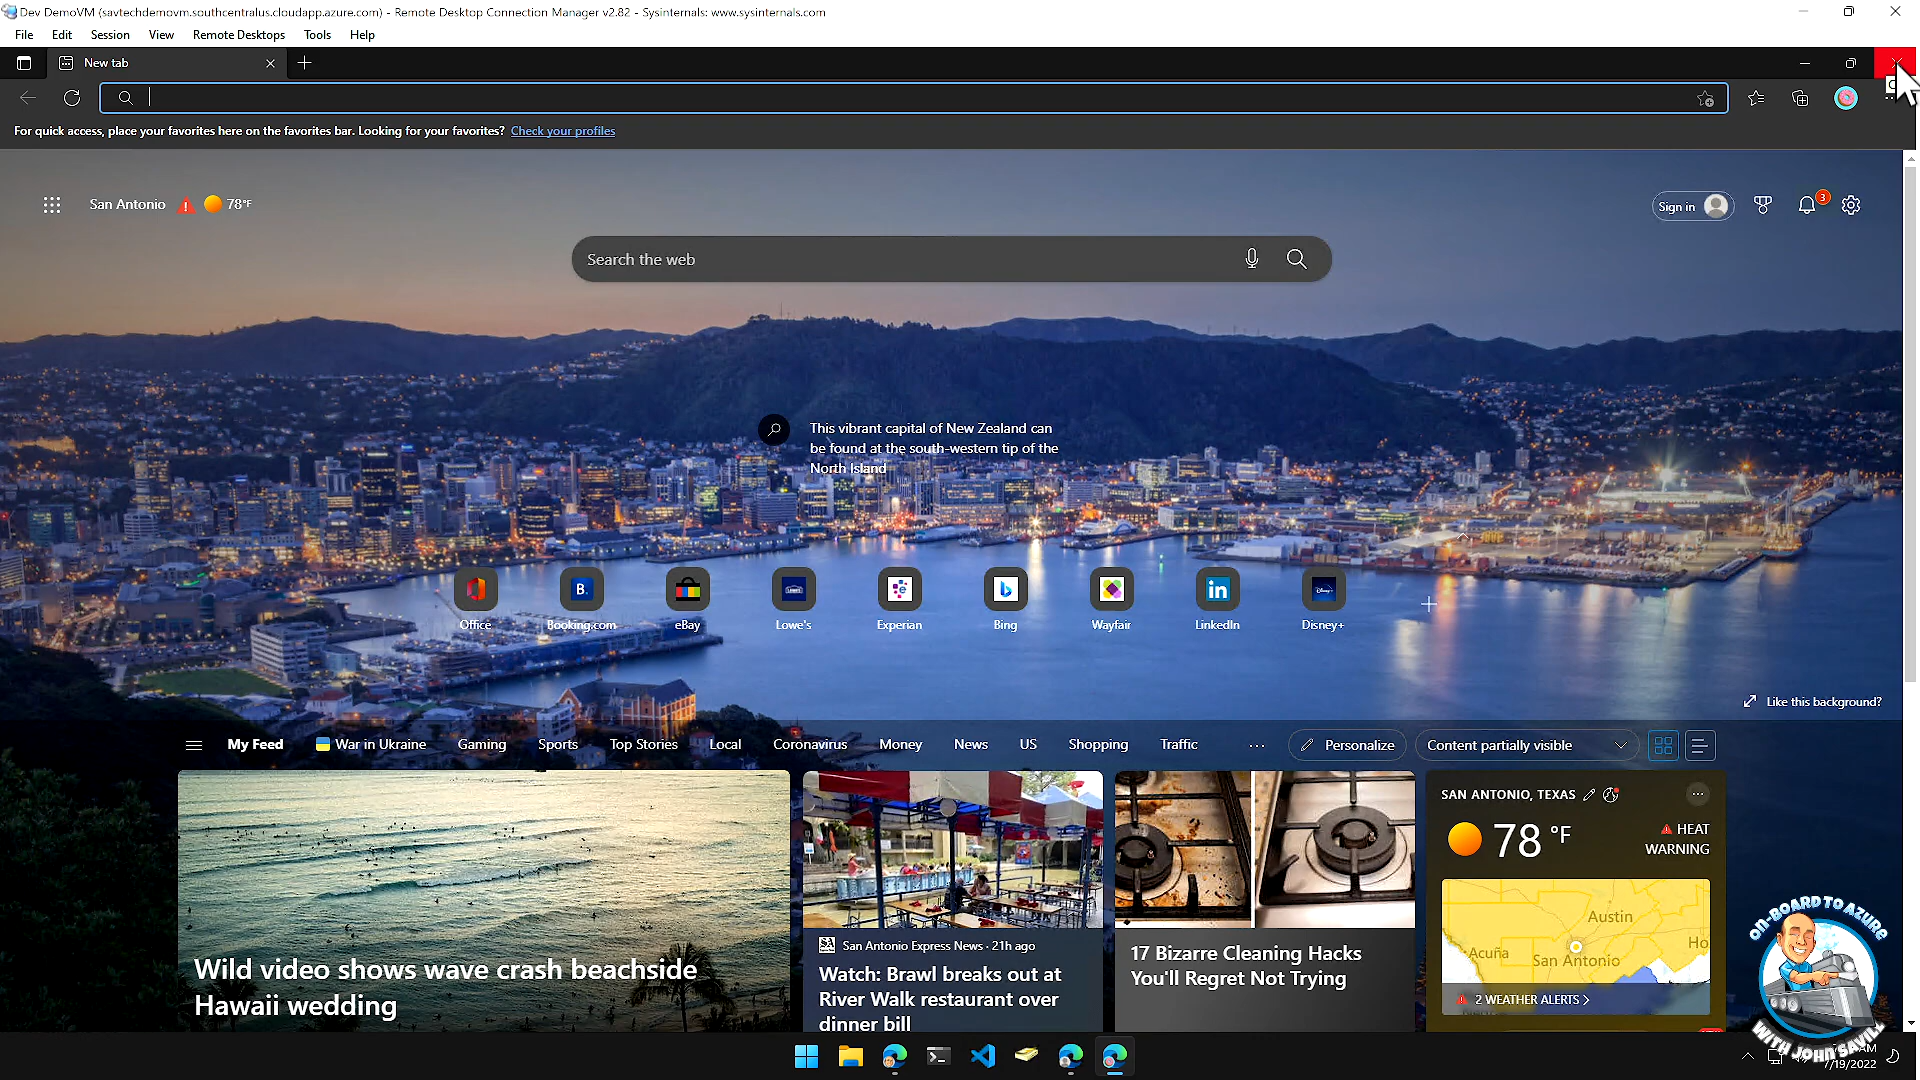 Dev DemoVM (savtechdemovm.southcentralus.cloudapp.azure.com) - Remote Desktop Connection Manager v2.82 - Sysinternals: www.sysinternals.com
File Edit Session View Remote Desktops Tools Help
New tab
For quick access, place your favorites here on the favorites bar. Looking for your favorites? Check your profiles
San Antonio 78°F
Sign in
3
Search the web
This vibrant capital of New Zealand can
be found at the south-western tip of the
North Island
Office Booking.com eBay Lowe's Experian Bing Wayfair LinkedIn Disney+
Like this background?
My Feed War in Ukraine Gaming Sports Top Stories Local Coronavirus Money News US Shopping Traffic ... Personalize Content partially visible
Wild video shows wave crash beachside
Hawaii wedding
San Antonio Express News · 21h ago
Watch: Brawl breaks out at
River Walk restaurant over
dinner bill
17 Bizarre Cleaning Hacks
You'll Regret Not Trying
SAN ANTONIO, TEXAS
78 °F
HEAT
WARNING
Austin
Acuña
San Antonio
Ho
2 WEATHER ALERTS >
ON-BOARD TO AZURE
WITH JOHN SAVILL
AM
7/19/2022